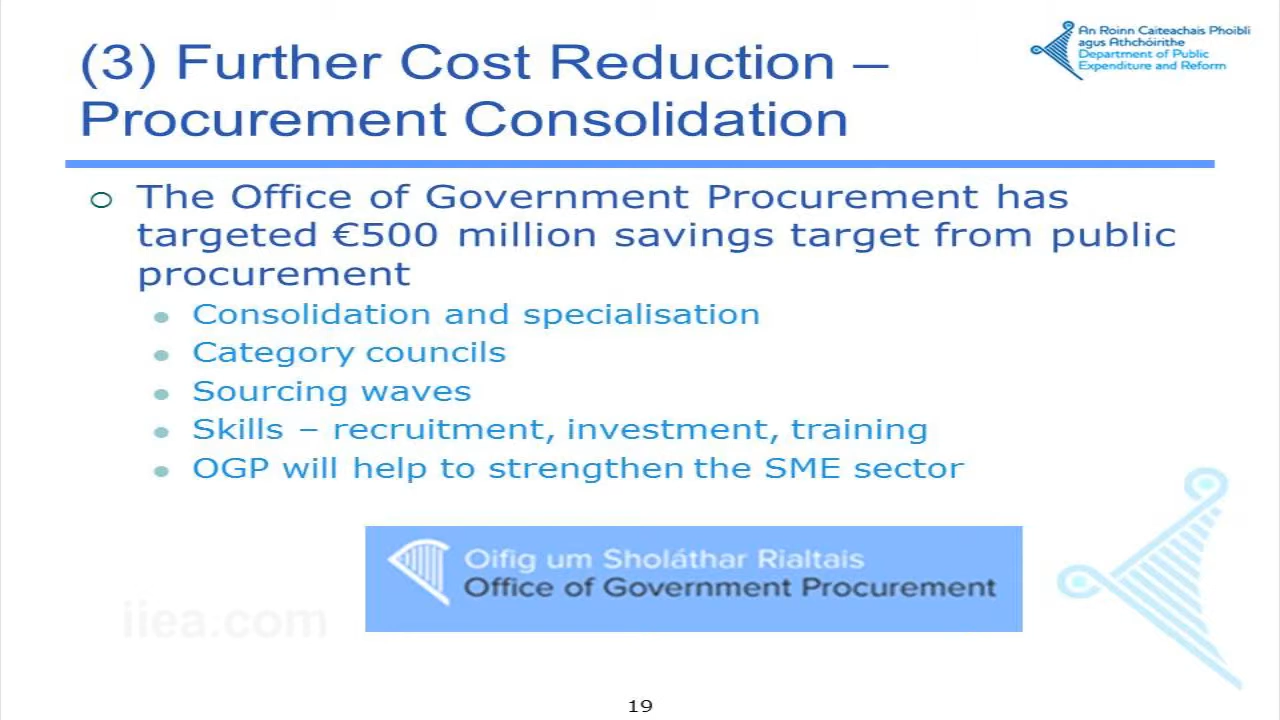 (3) Further Cost Reduction –
Procurement Consolidation
An Roinn Caiteachais Phoiblí
agus Athchóirithe
Department of Public
Expenditure and Reform
The Office of Government Procurement has
targeted €500 million savings target from public
procurement
Consolidation and specialisation
Category councils
Sourcing waves
Skills – recruitment, investment, training
OGP will help to strengthen the SME sector
Oifig um Sholáthar Rialtais
Office of Government Procurement
iiea.com
19